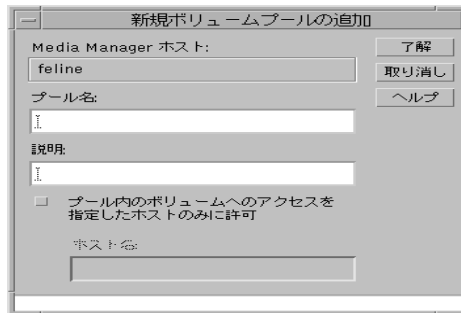 新規ボリュームプールの追加
Media Manager ホスト:
feline
プール名:
説明:
プール内のボリュームへのアクセスを
指定したホストのみに許可
ホスト名:
了解
取り消し
ヘルプ